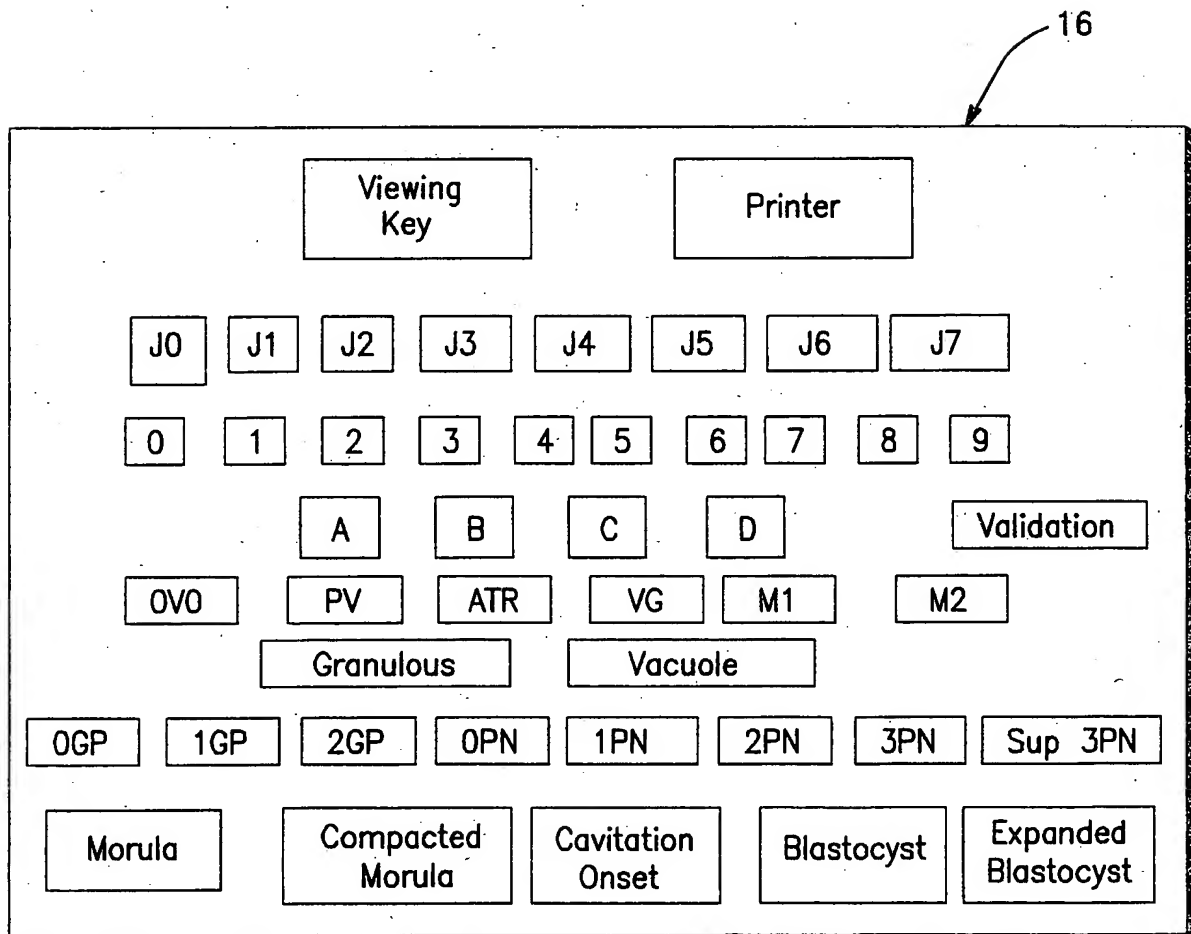 16
Viewing Key Printer
J0 J1 J2 J3 J4 J5 J6 J7
0 1 2 3 4 5 6 7 8 9
A B C D Validation
OVO PV ATR VG M1 M2
Granulous Vacuole
0GP 1GP 2GP 0PN 1PN 2PN 3PN Sup 3PN
Morula Compacted Morula Cavitation Onset Blastocyst Expanded Blastocyst